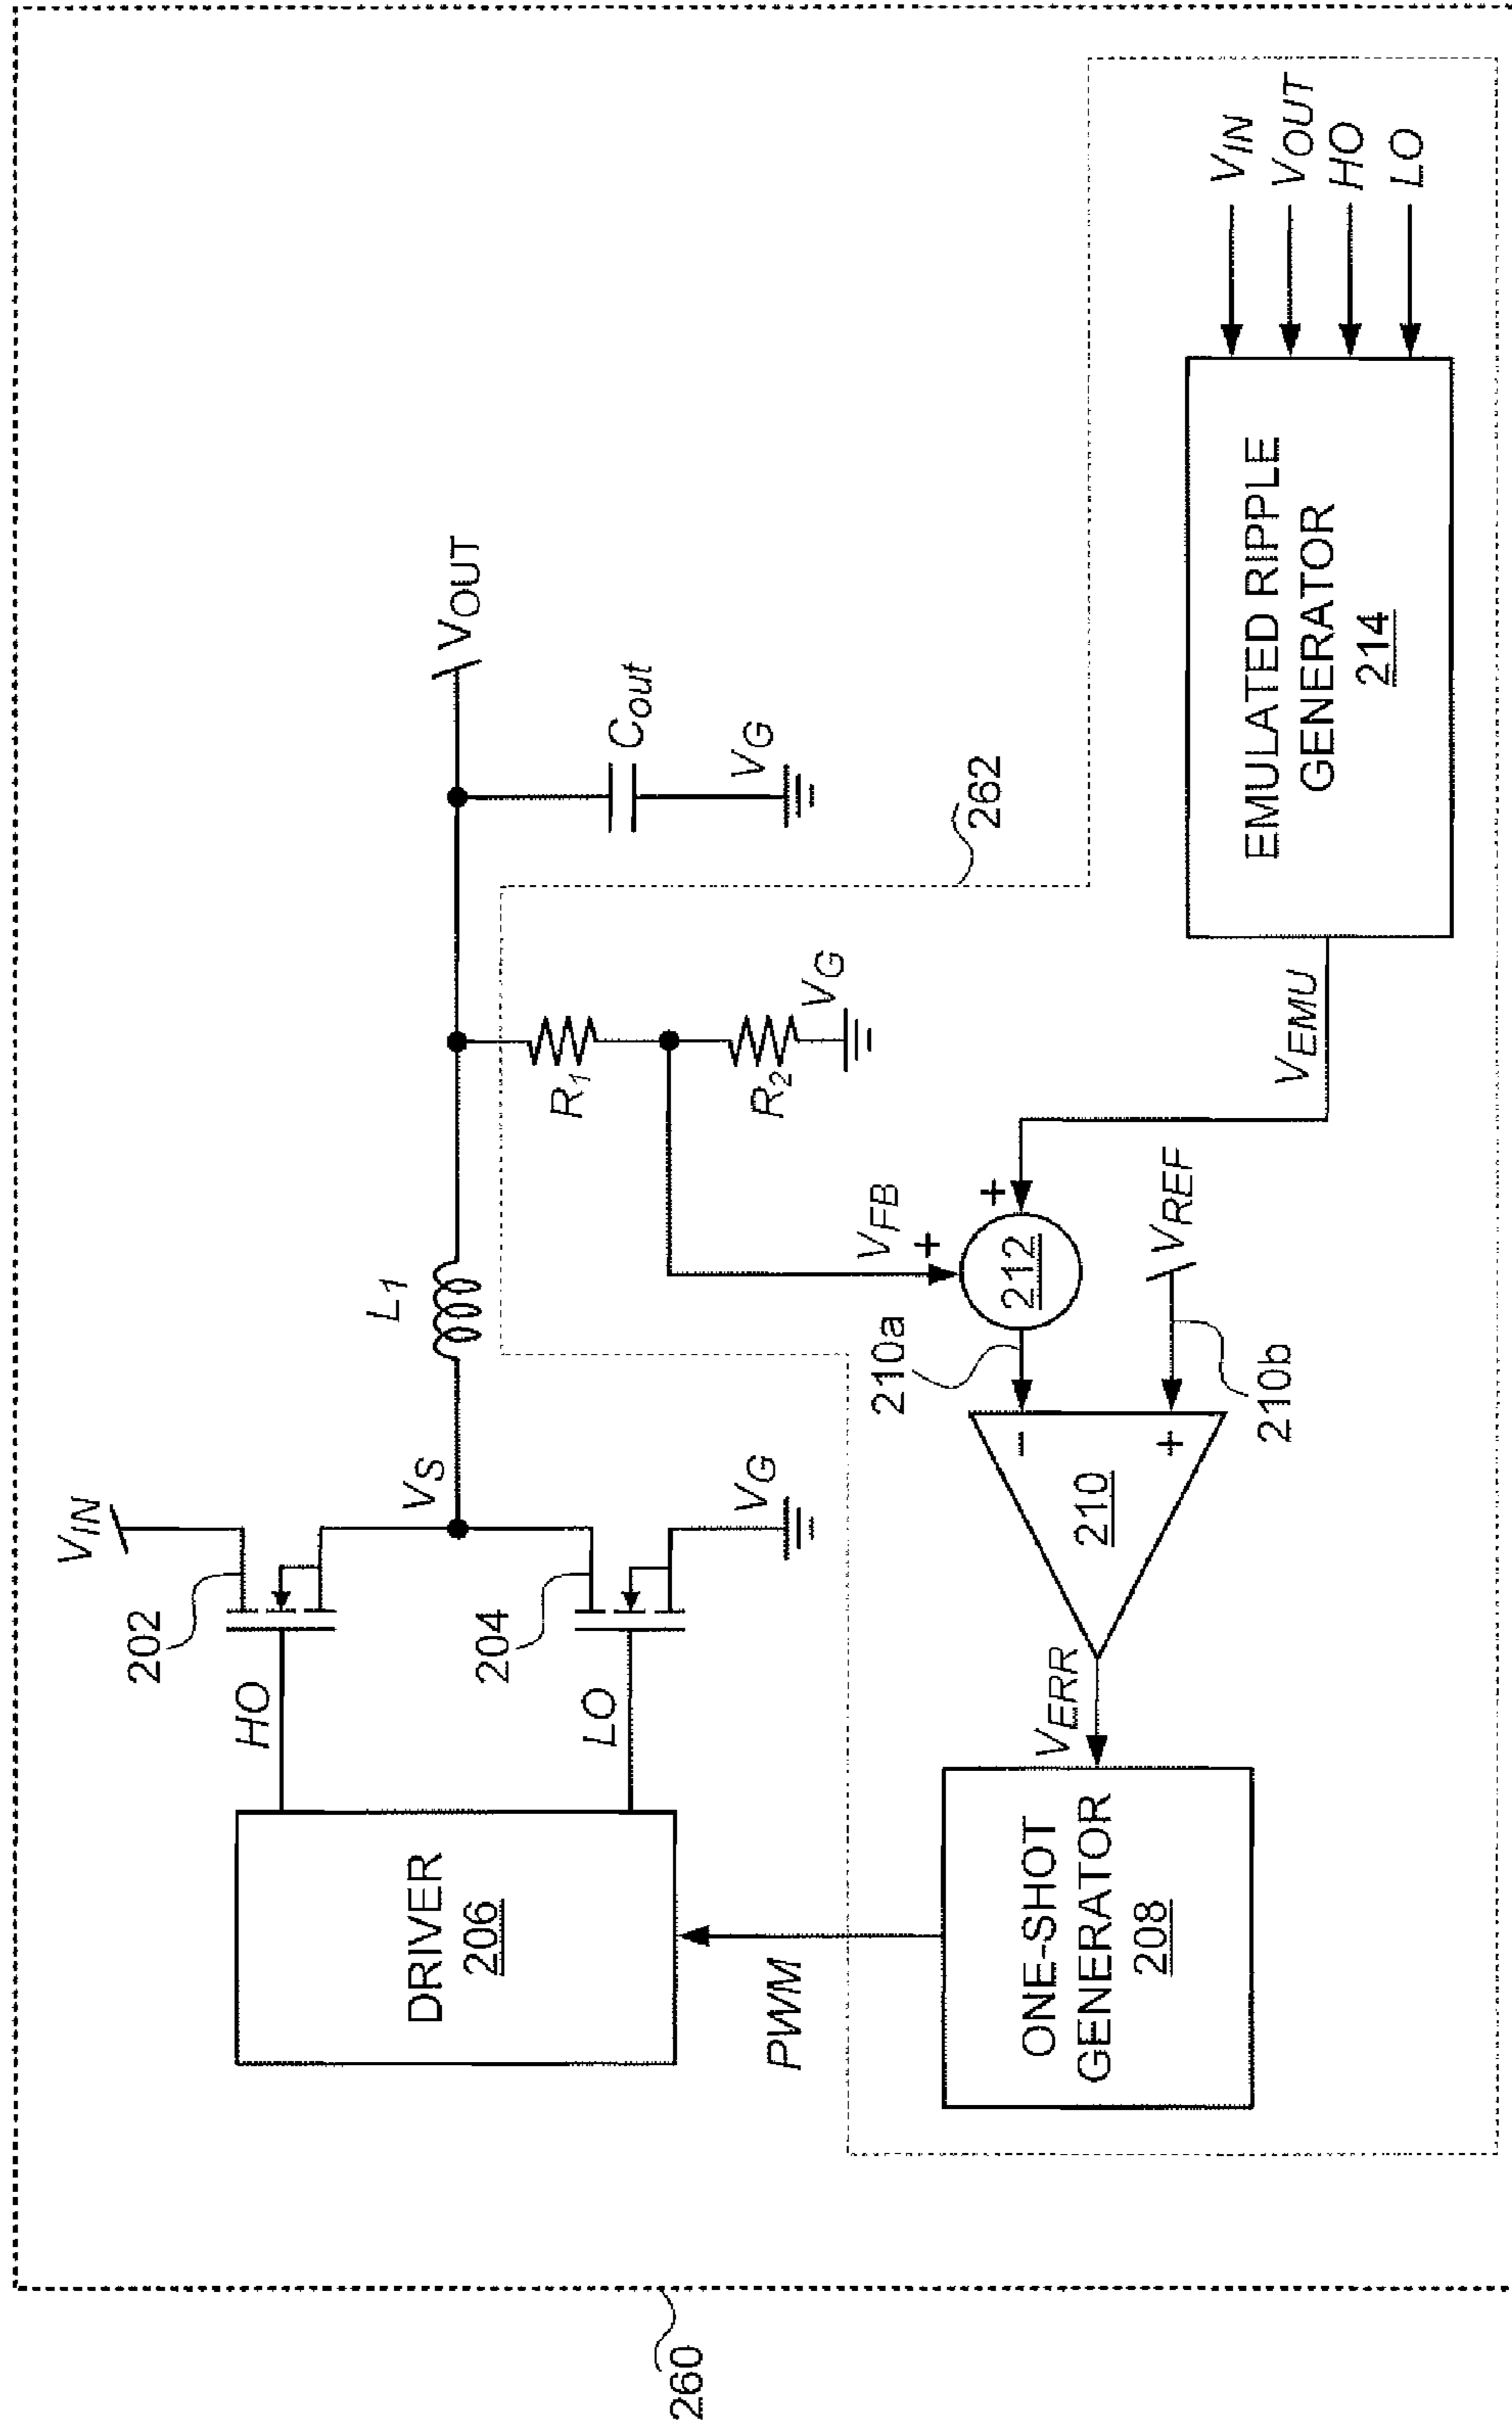 260
DRIVER
206
HO
LO
202
204
VIN
VS
VG
L1
VOUT
Cout
VG
R1
R2
VG
262
PWM
ONE-SHOT
GENERATOR
208
VERR
210
−
+
210a
210b
212
VFB
+
+
VREF
VEMU
EMULATED RIPPLE
GENERATOR
214
VIN
VOUT
HO
LO